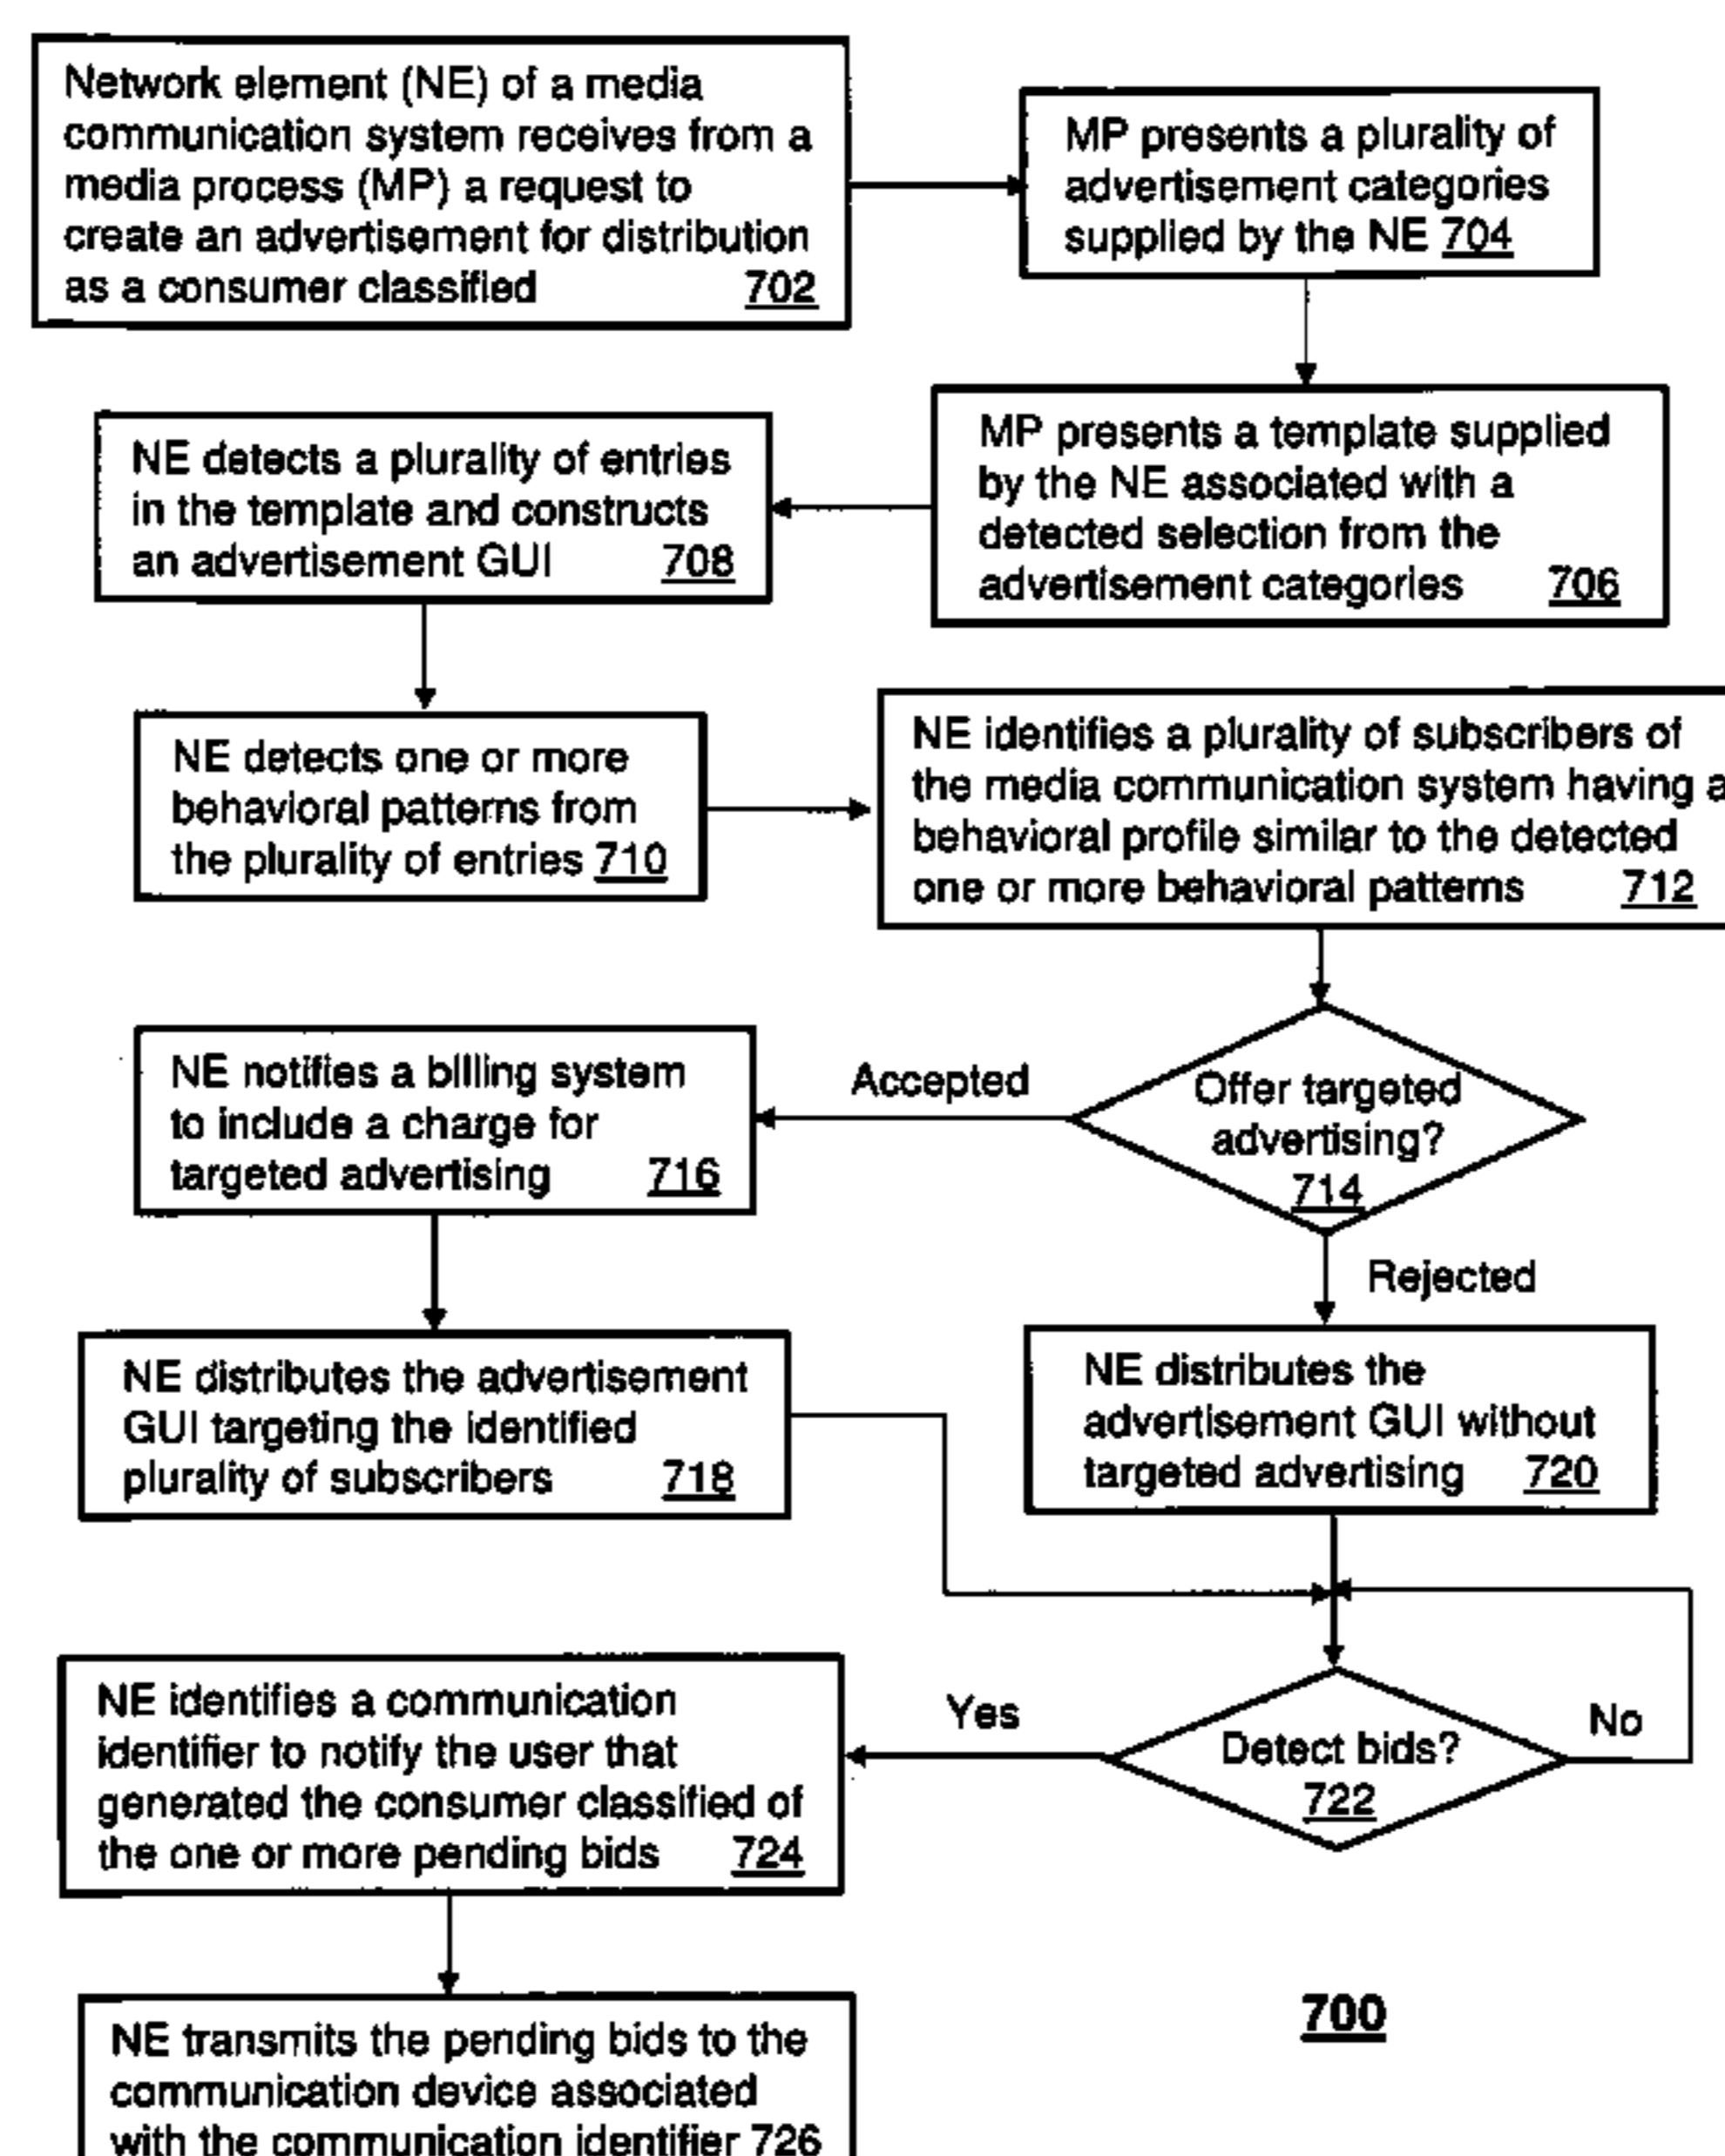 Network element (NE) of a media
communication system receives from a
media process (MP) a request to
create an advertisement for distribution
as a consumer classified 702
MP presents a plurality of
advertisement categories
supplied by the NE 704
MP presents a template supplied
by the NE associated with a
detected selection from the
advertisement categories 706
NE detects a plurality of entries
in the template and constructs
an advertisement GUI 708
NE detects one or more
behavioral patterns from
the plurality of entries 710
NE identifies a plurality of subscribers of
the media communication system having a
behavioral profile similar to the detected
one or more behavioral patterns 712
Offer targeted
advertising?
714
Accepted
Rejected
NE notifies a billing system
to include a charge for
targeted advertising 716
NE distributes the advertisement
GUI targeting the identified
plurality of subscribers 718
NE distributes the
advertisement GUI without
targeted advertising 720
Detect bids?
722
Yes
No
NE identifies a communication
identifier to notify the user that
generated the consumer classified of
the one or more pending bids 724
NE transmits the pending bids to the
communication device associated
with the communication identifier 726
700